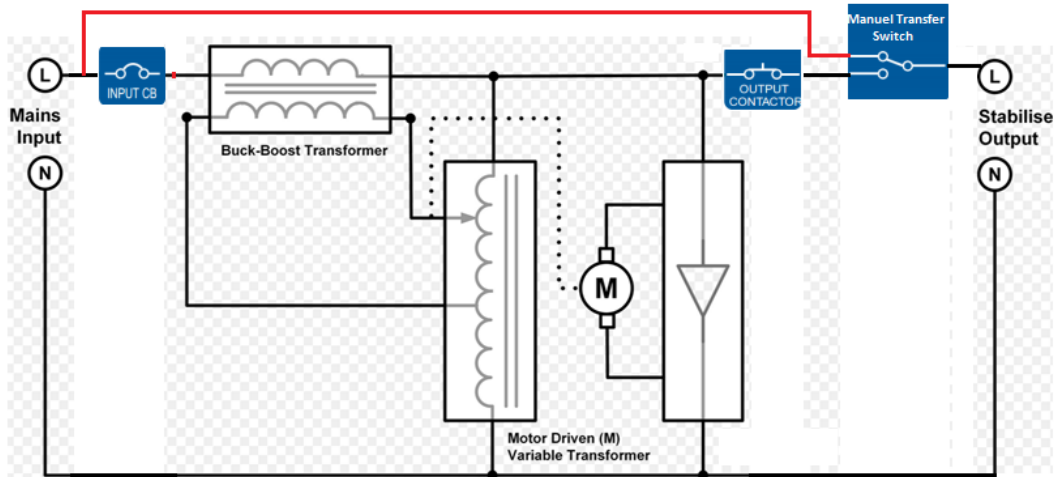 Manuel Transfer
Switch
L
INPUT CB
OUTPUT
CONTACTOR
L
Mains
Input
Buck-Boost Transformer
Stabilise
Output
N
N
M
Motor Driven (M)
Variable Transformer